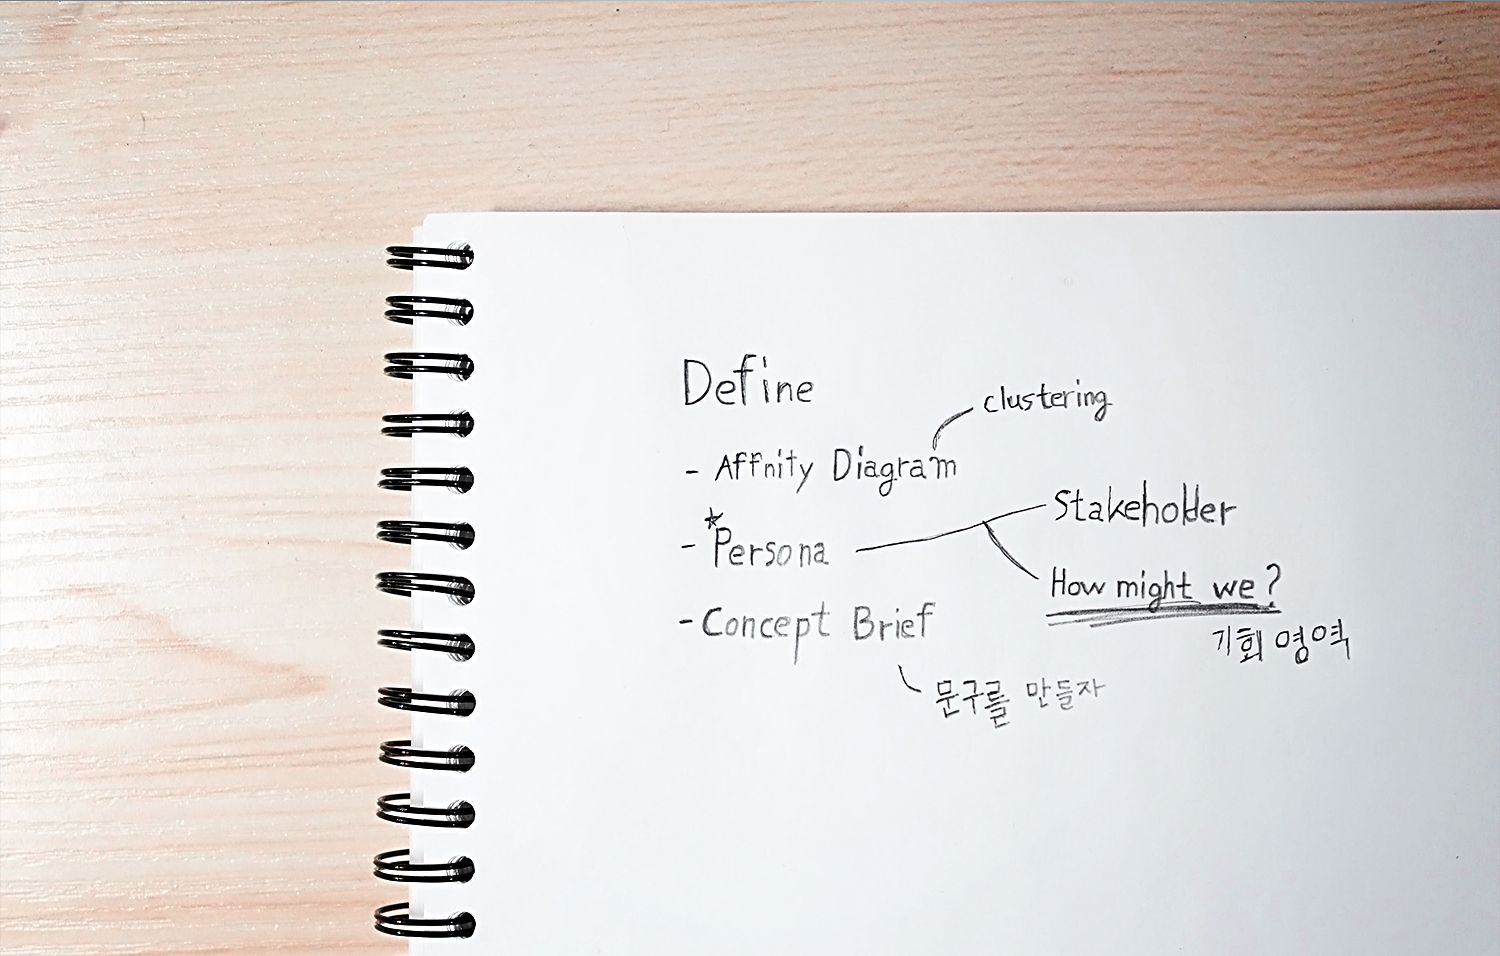 Define
clustering
- Affnity Diagram
Stakeholder
- Persona
How might we?
기회 영역
- Concept Brief
문구를 만들자